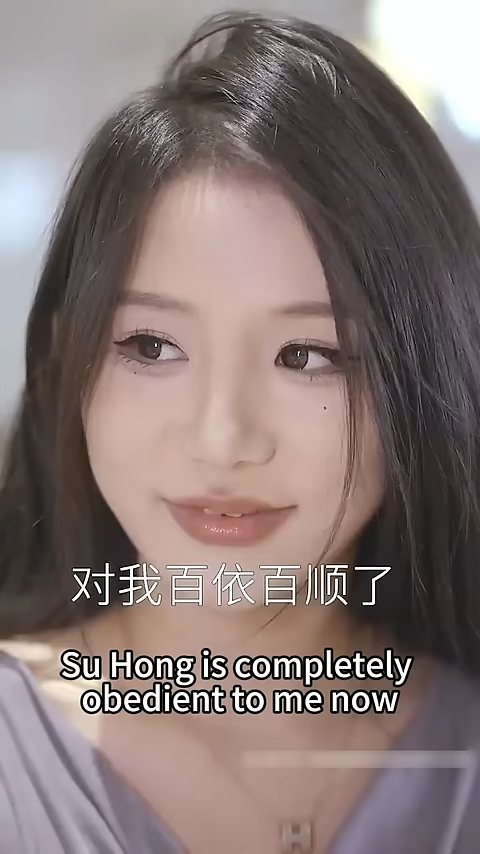 对我百依百顺了
Su Hong is completely
obedient to me now
H